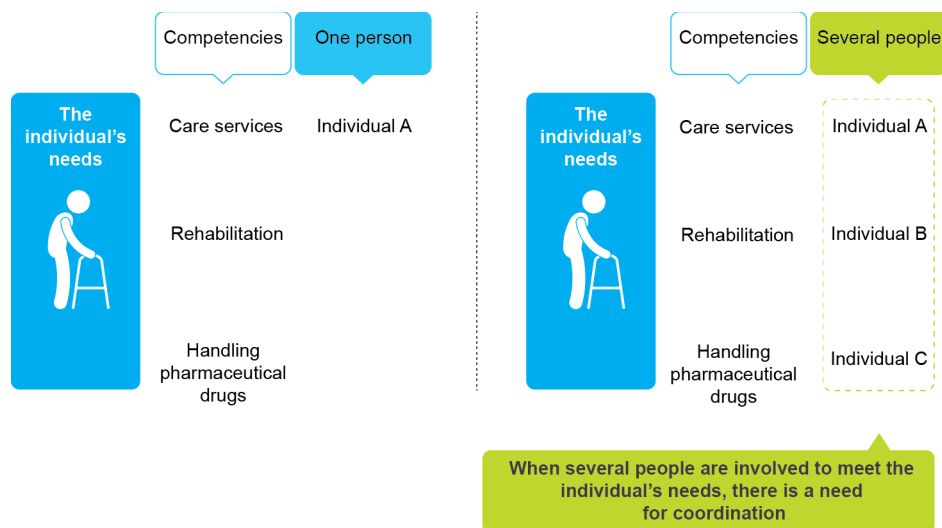 Competencies
One person
The
individual's
needs
Care services
Individual A
Rehabilitation
Handling
pharmaceutical
drugs
Competencies
Several people
The
individual's
needs
Care services
Individual A
Rehabilitation
Individual B
Handling
pharmaceutical
drugs
Individual C
When several people are involved to meet the
individual's needs, there is a need
for coordination